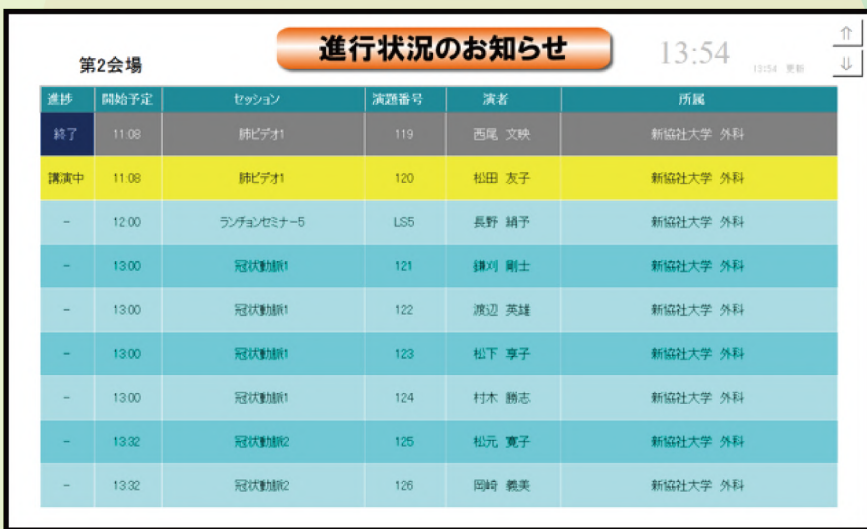 進行状況のお知らせ
第2会場
13:54
13:54 更新
進捗 開始予定 セッション 演題番号 演者 所属
終了 11:08 肺ビデオ1 119 西尾 文映 新協社大学 外科
講演中 11:08 肺ビデオ1 120 松田 友子 新協社大学 外科
- 12:00 ランチョンセミナー5 LS5 長野 絹予 新協社大学 外科
- 13:00 冠状動脈1 121 鎌刈 剛士 新協社大学 外科
- 13:00 冠状動脈1 122 渡辺 英雄 新協社大学 外科
- 13:00 冠状動脈1 123 松下 享子 新協社大学 外科
- 13:00 冠状動脈1 124 村木 勝志 新協社大学 外科
- 13:32 冠状動脈2 125 松元 寛子 新協社大学 外科
- 13:32 冠状動脈2 126 岡崎 義美 新協社大学 外科